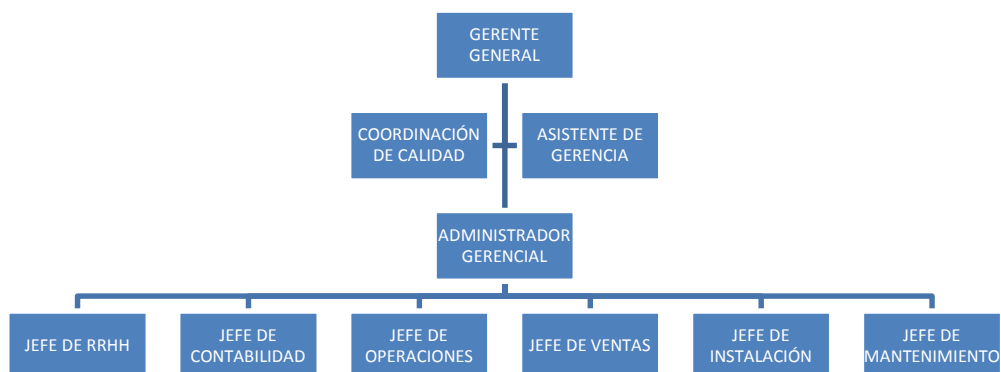 GERENTE
GENERAL
COORDINACIÓN
DE CALIDAD
ASISTENTE DE
GERENCIA
ADMINISTRADOR
GERENCIAL
JEFE DE RRHH
JEFE DE
CONTABILIDAD
JEFE DE
OPERACIONES
JEFE DE VENTAS
JEFE DE
INSTALACIÓN
JEFE DE
MANTENIMIENTO